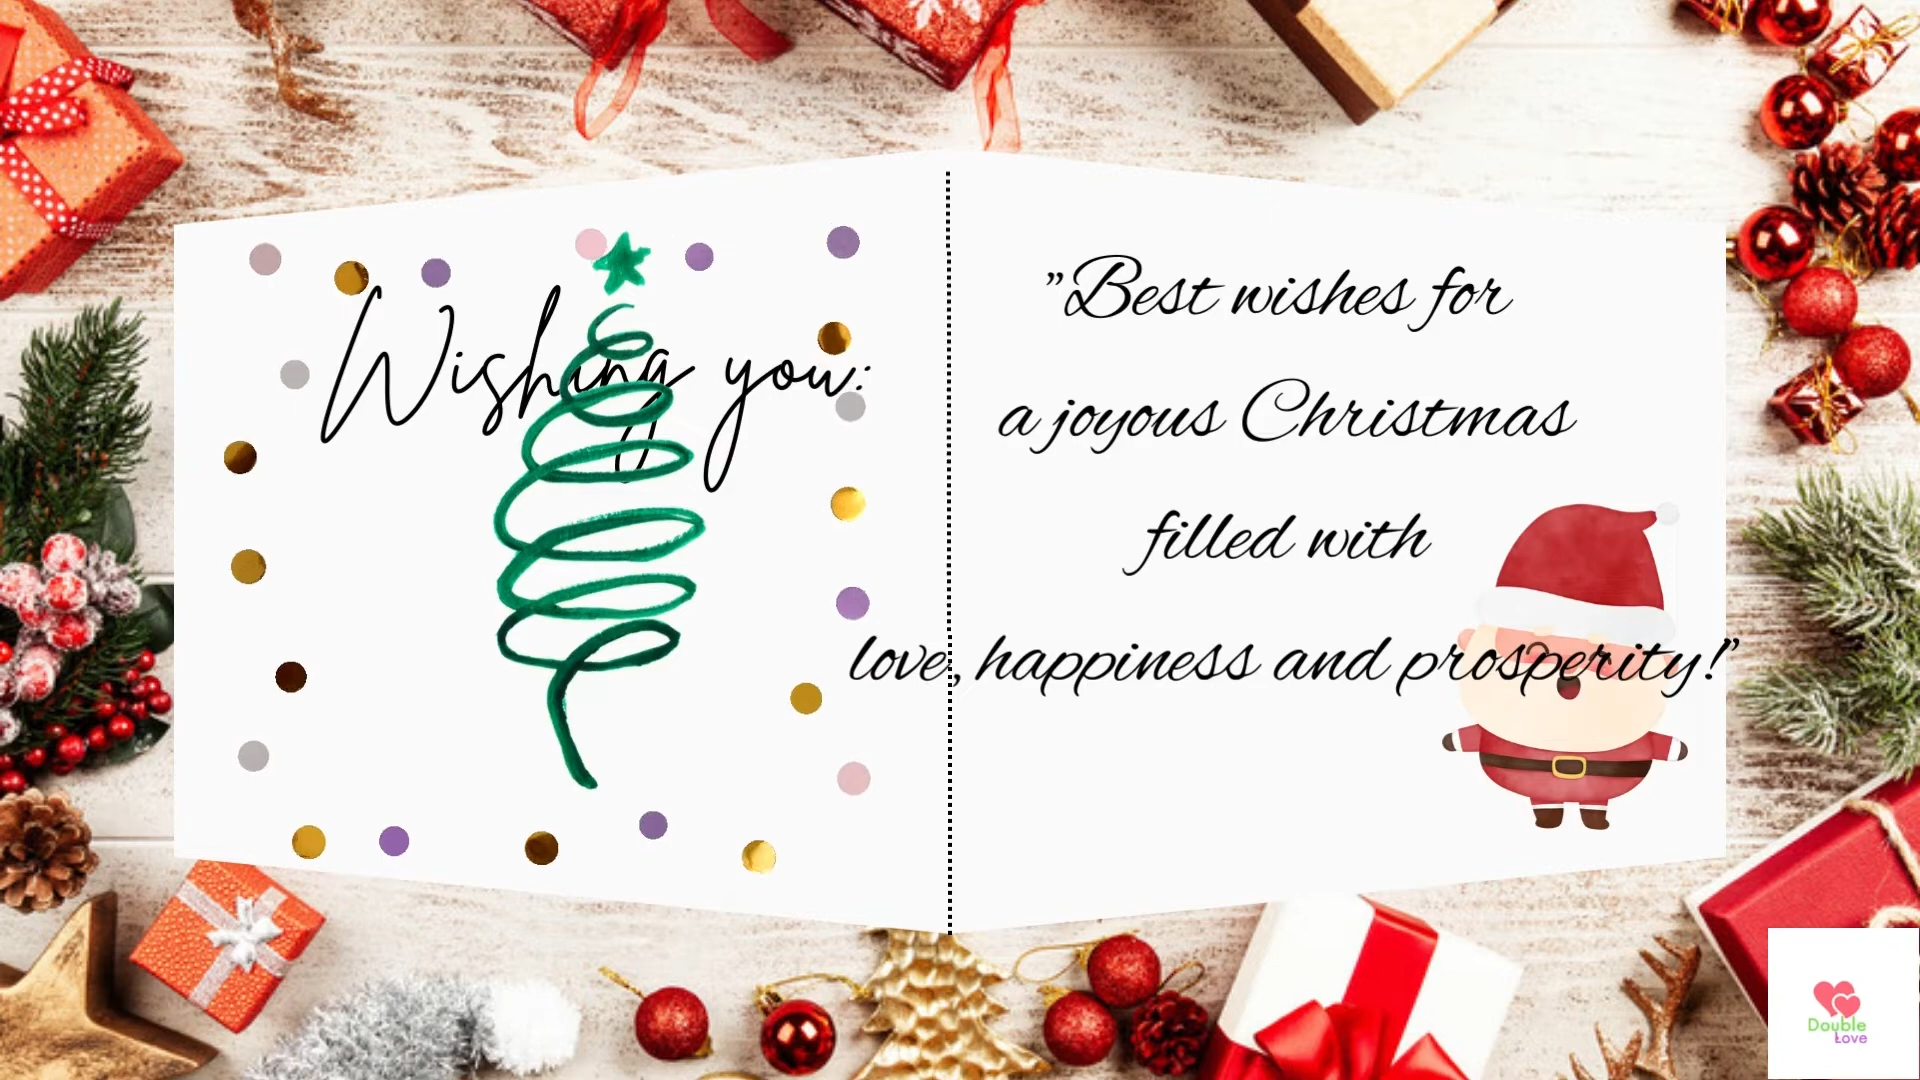 Wishing you:
"Best wishes for
a joyous Christmas
filled with
love, happiness and prosperity!"
Double
Love